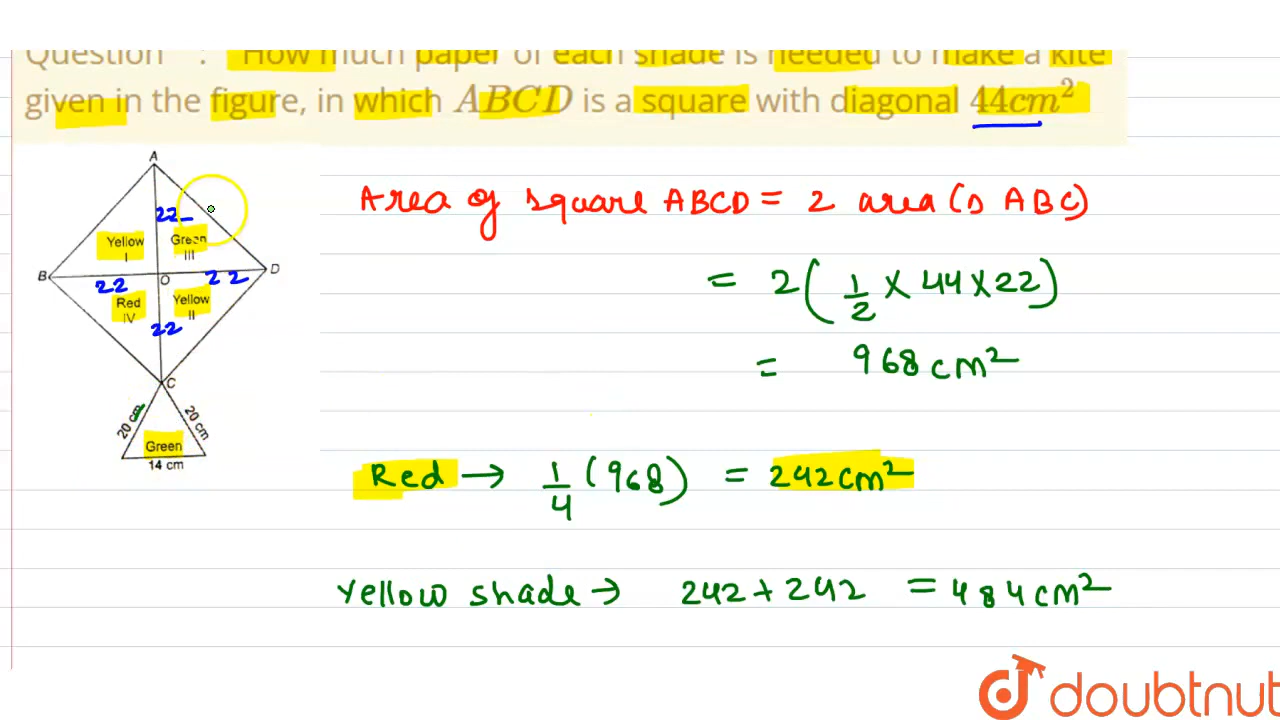 Question : How much paper of each shade is needed to make a kite
given in the figure, in which ABCD is a square with diagonal 44cm²
A
22
Yellow
I
Green
III
B
22
O
22
D
Red
IV
Yellow
II
22
C
20 cm
20 cm
Green
14 cm
Area of square ABCD = 2 area (△ ABC)
= 2 ( 1/2 × 44 × 22 )
= 968 cm²
Red → 1/4 (968) = 242 cm²
Yellow shade → 242 + 242 = 484 cm²
doubtnut